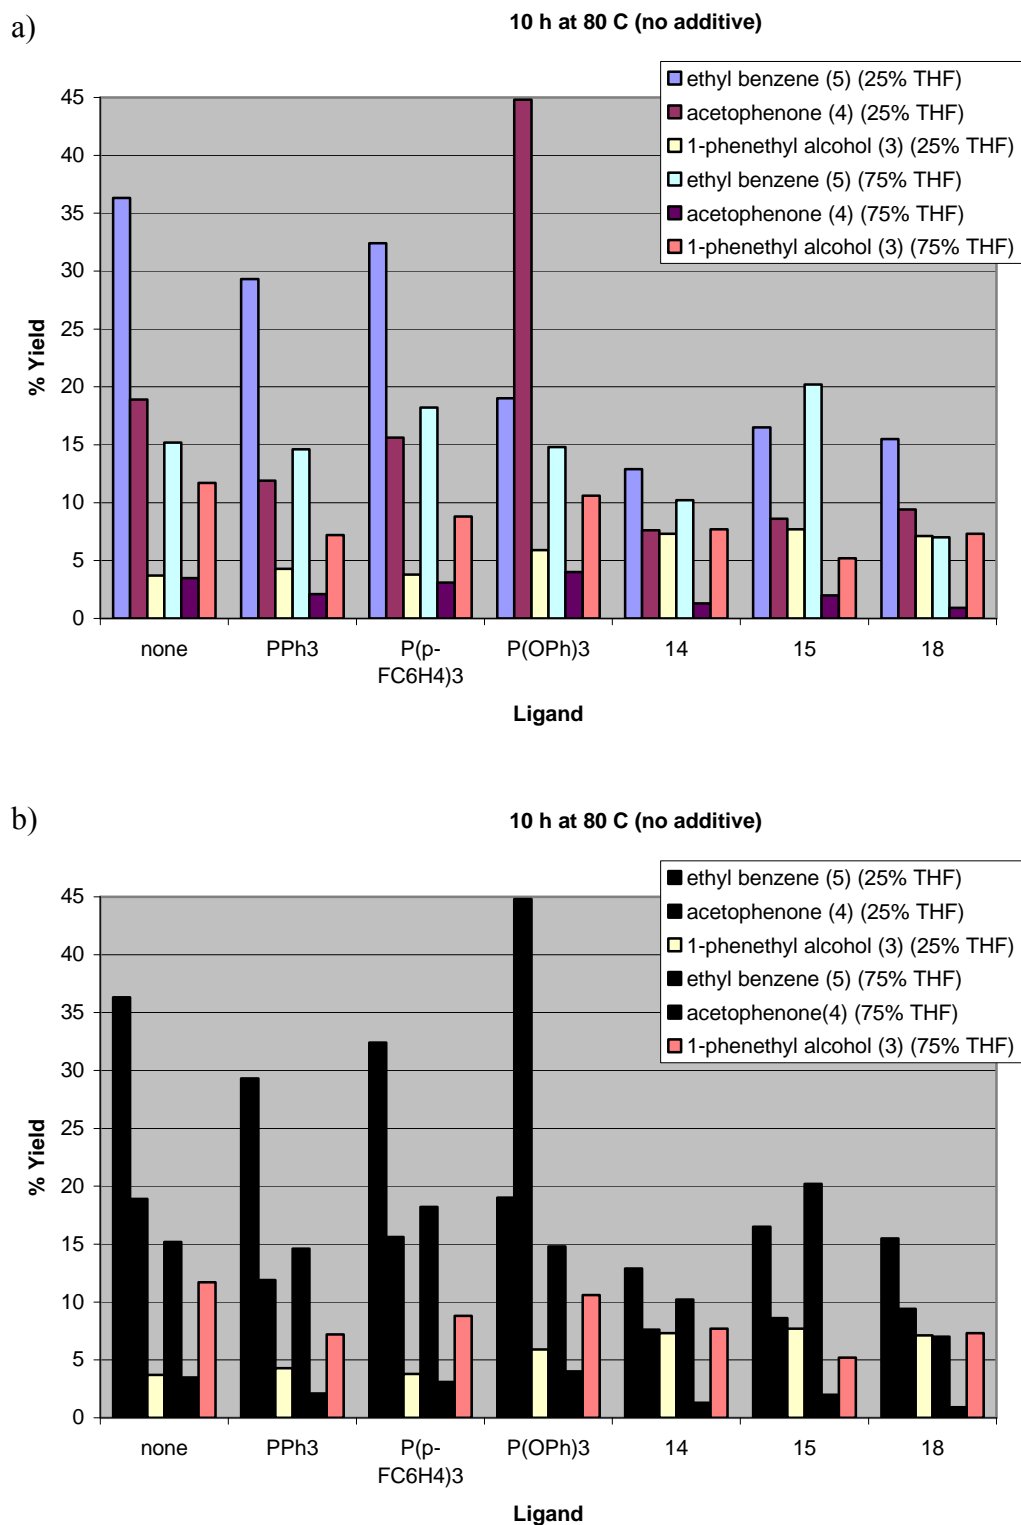 a)
10 h at 80 C (no additive)
ethyl benzene (5) (25% THF)
acetophenone (4) (25% THF)
1-phenethyl alcohol (3) (25% THF)
ethyl benzene (5) (75% THF)
acetophenone (4) (75% THF)
1-phenethyl alcohol (3) (75% THF)
45
40
35
30
25
20
15
10
5
0
% Yield
none PPh3 P(p- P(OPh)3 14 15 18
FC6H4)3
Ligand
b)
10 h at 80 C (no additive)
ethyl benzene (5) (25% THF)
acetophenone (4) (25% THF)
1-phenethyl alcohol (3) (25% THF)
ethyl benzene (5) (75% THF)
acetophenone(4) (75% THF)
1-phenethyl alcohol (3) (75% THF)
45
40
35
30
25
20
15
10
5
0
% Yield
none PPh3 P(p- P(OPh)3 14 15 18
FC6H4)3
Ligand